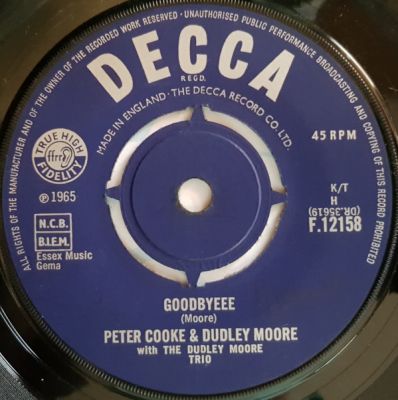 ALL RIGHTS OF THE MANUFACTURER AND OF THE OWNER OF THE RECORDED WORK RESERVED · UNAUTHORISED PUBLIC PERFORMANCE BROADCASTING AND COPYING OF THIS RECORD PROHIBITED
DECCA
REGD.
MADE IN ENGLAND · THE DECCA RECORD CO. LTD.
TRUE HIGH
ffrr
FIDELITY
45 RPM
℗ 1965
K/T
H
(DR.35619)
F.12158
N.C.B.
B.I.E.M.
Essex Music
Gema
GOODBYEEE
(Moore)
PETER COOKE & DUDLEY MOORE
with THE DUDLEY MOORE
TRIO